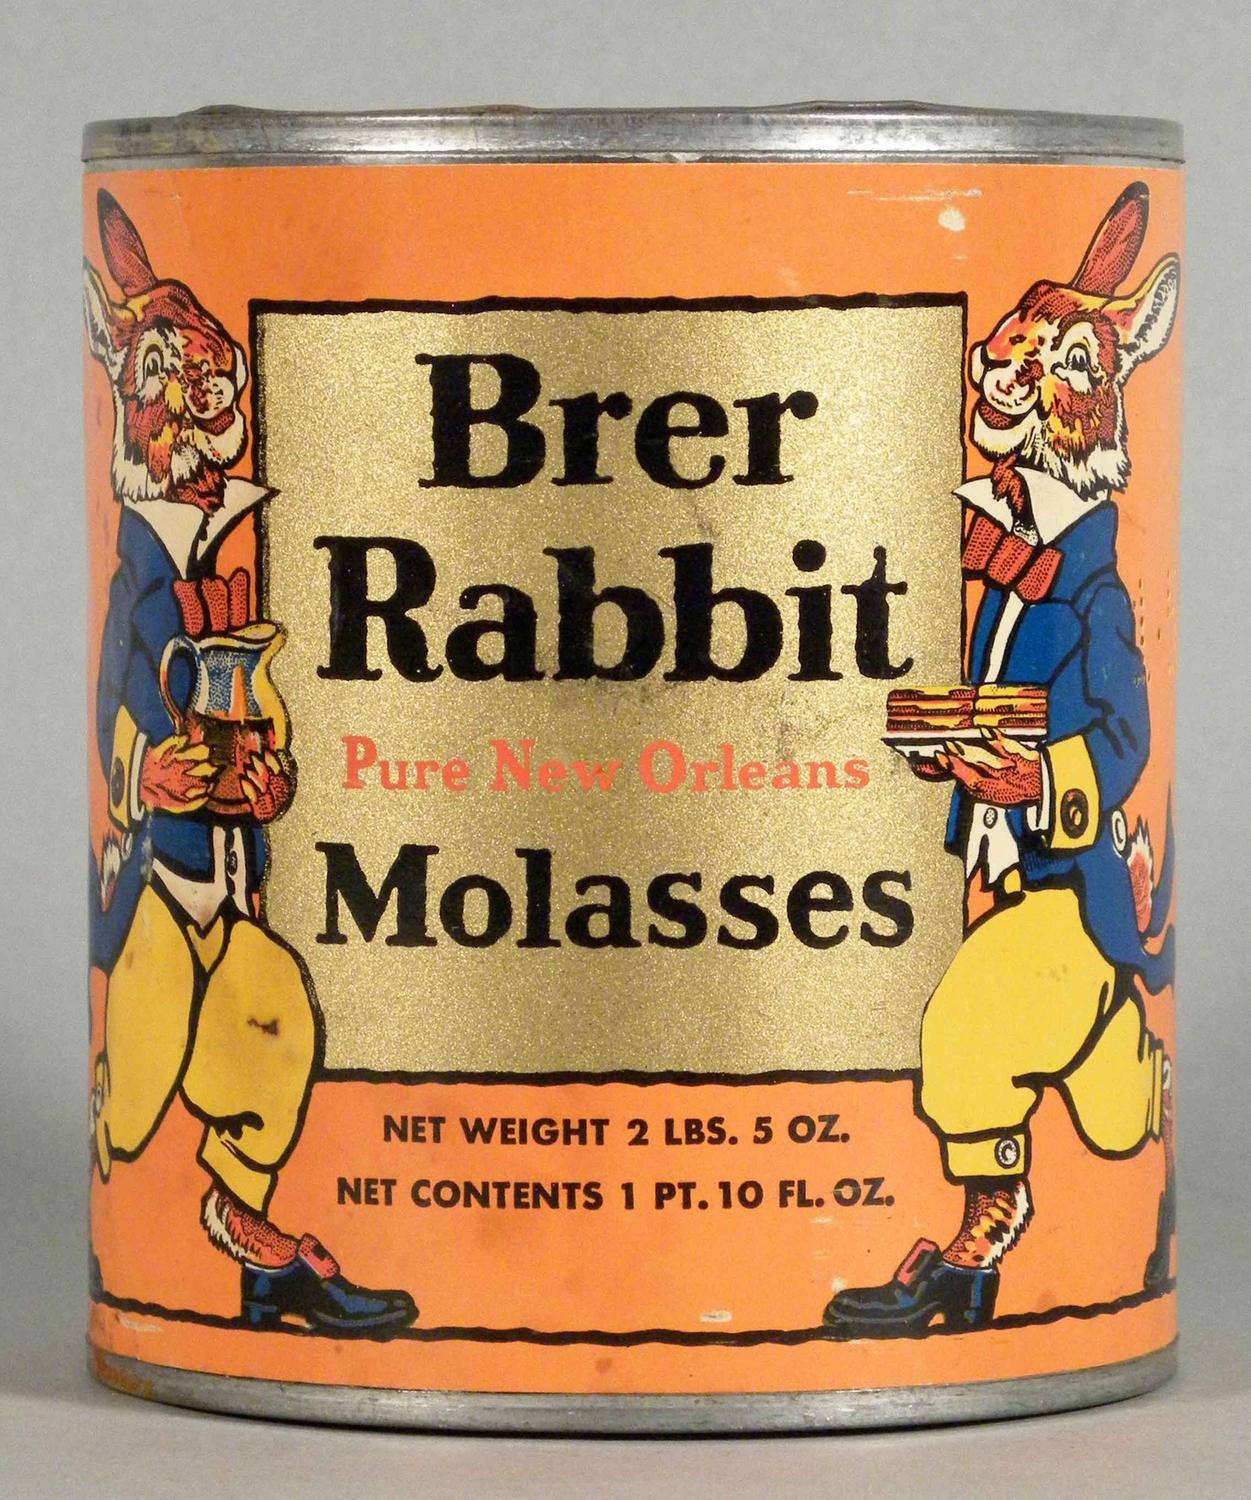 Brer
Rabbit
Pure New Orleans
Molasses
NET WEIGHT 2 LBS. 5 OZ.
NET CONTENTS 1 PT. 10 FL. OZ.